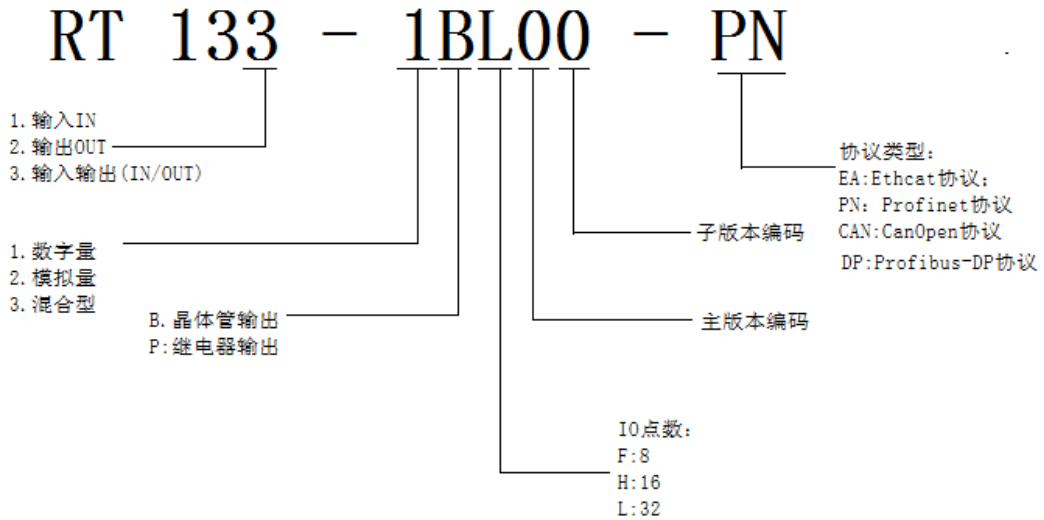 RT 133 - 1BL00 - PN
1.输入IN
2.输出OUT
3.输入输出(IN/OUT)
协议类型:
EA:Ethcat协议;
PN: Profinet协议
CAN:CanOpen协议
DP:Profibus-DP协议
子版本编码
1.数字量
2.模拟量
3.混合型
B.晶体管输出
P:继电器输出
主版本编码
IO点数:
F:8
H:16
L:32